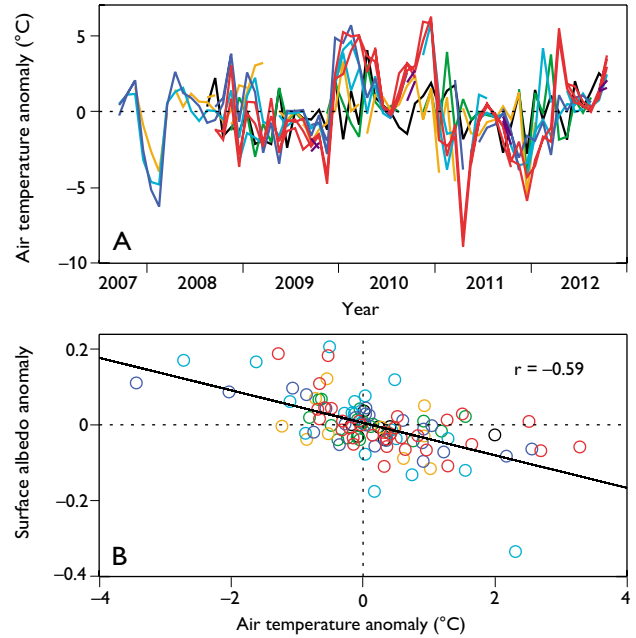 Air temperature anomaly (°C)
5
0
−5
−10
A
2007 2008 2009 2010 2011 2012
Year
Surface albedo anomaly
0.2
0
−0.2
−0.4
r = −0.59
B
−4 −2 0 2 4
Air temperature anomaly (°C)